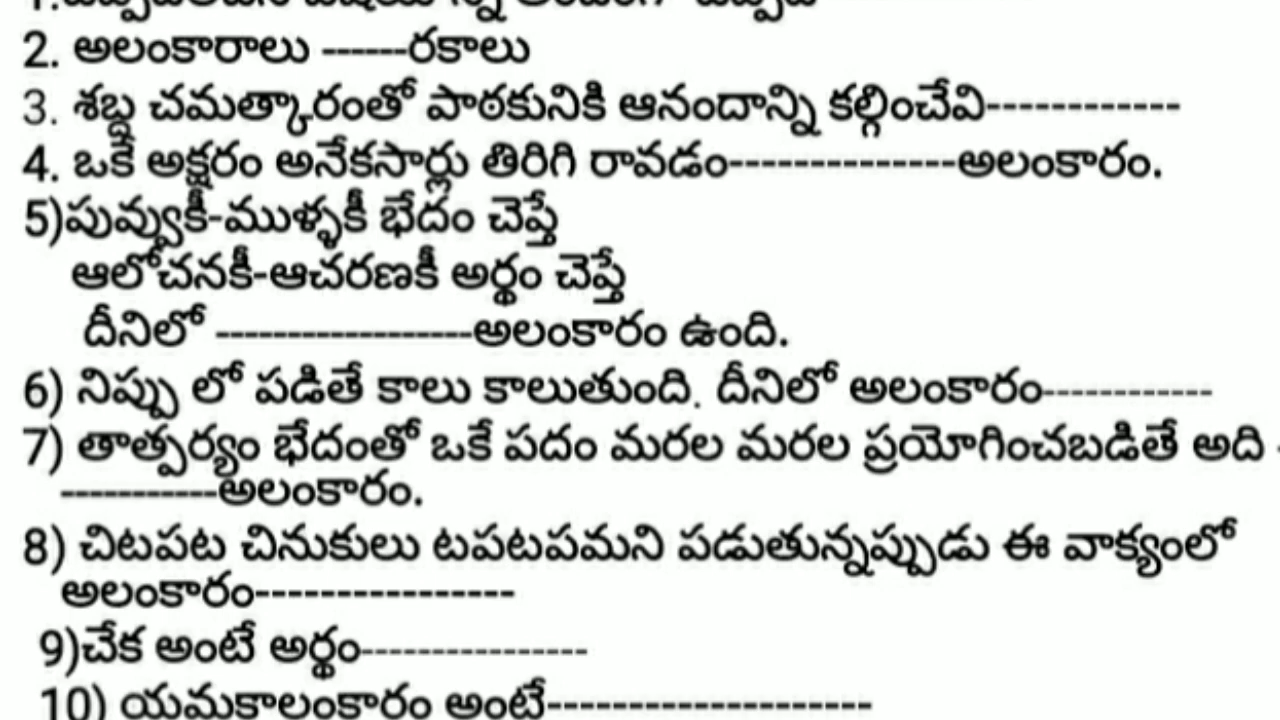 2. అలంకారాలు ------రకాలు
3. శబ్ద చమత్కారంతో పాఠకునికి ఆనందాన్ని కల్గించేవి------------
4. ఒకే అక్షరం అనేకసార్లు తిరిగి రావడం--------------అలంకారం.
5)పువ్వుకీ-ముళ్ళకీ భేదం చెప్తే
ఆలోచనకీ-ఆచరణకీ అర్థం చెప్తే
దీనిలో ------------------అలంకారం ఉంది.
6) నిప్పు లో పడితే కాలు కాలుతుంది. దీనిలో అలంకారం------------
7) తాత్పర్యం భేదంతో ఒకే పదం మరల మరల ప్రయోగించబడితే అది -
-----------అలంకారం.
8) చిటపట చినుకులు టపటపమని పడుతున్నప్పుడు ఈ వాక్యంలో
అలంకారం----------------
9)చేక అంటే అర్థం----------------
10) యమకాలంకారం అంటే--------------------